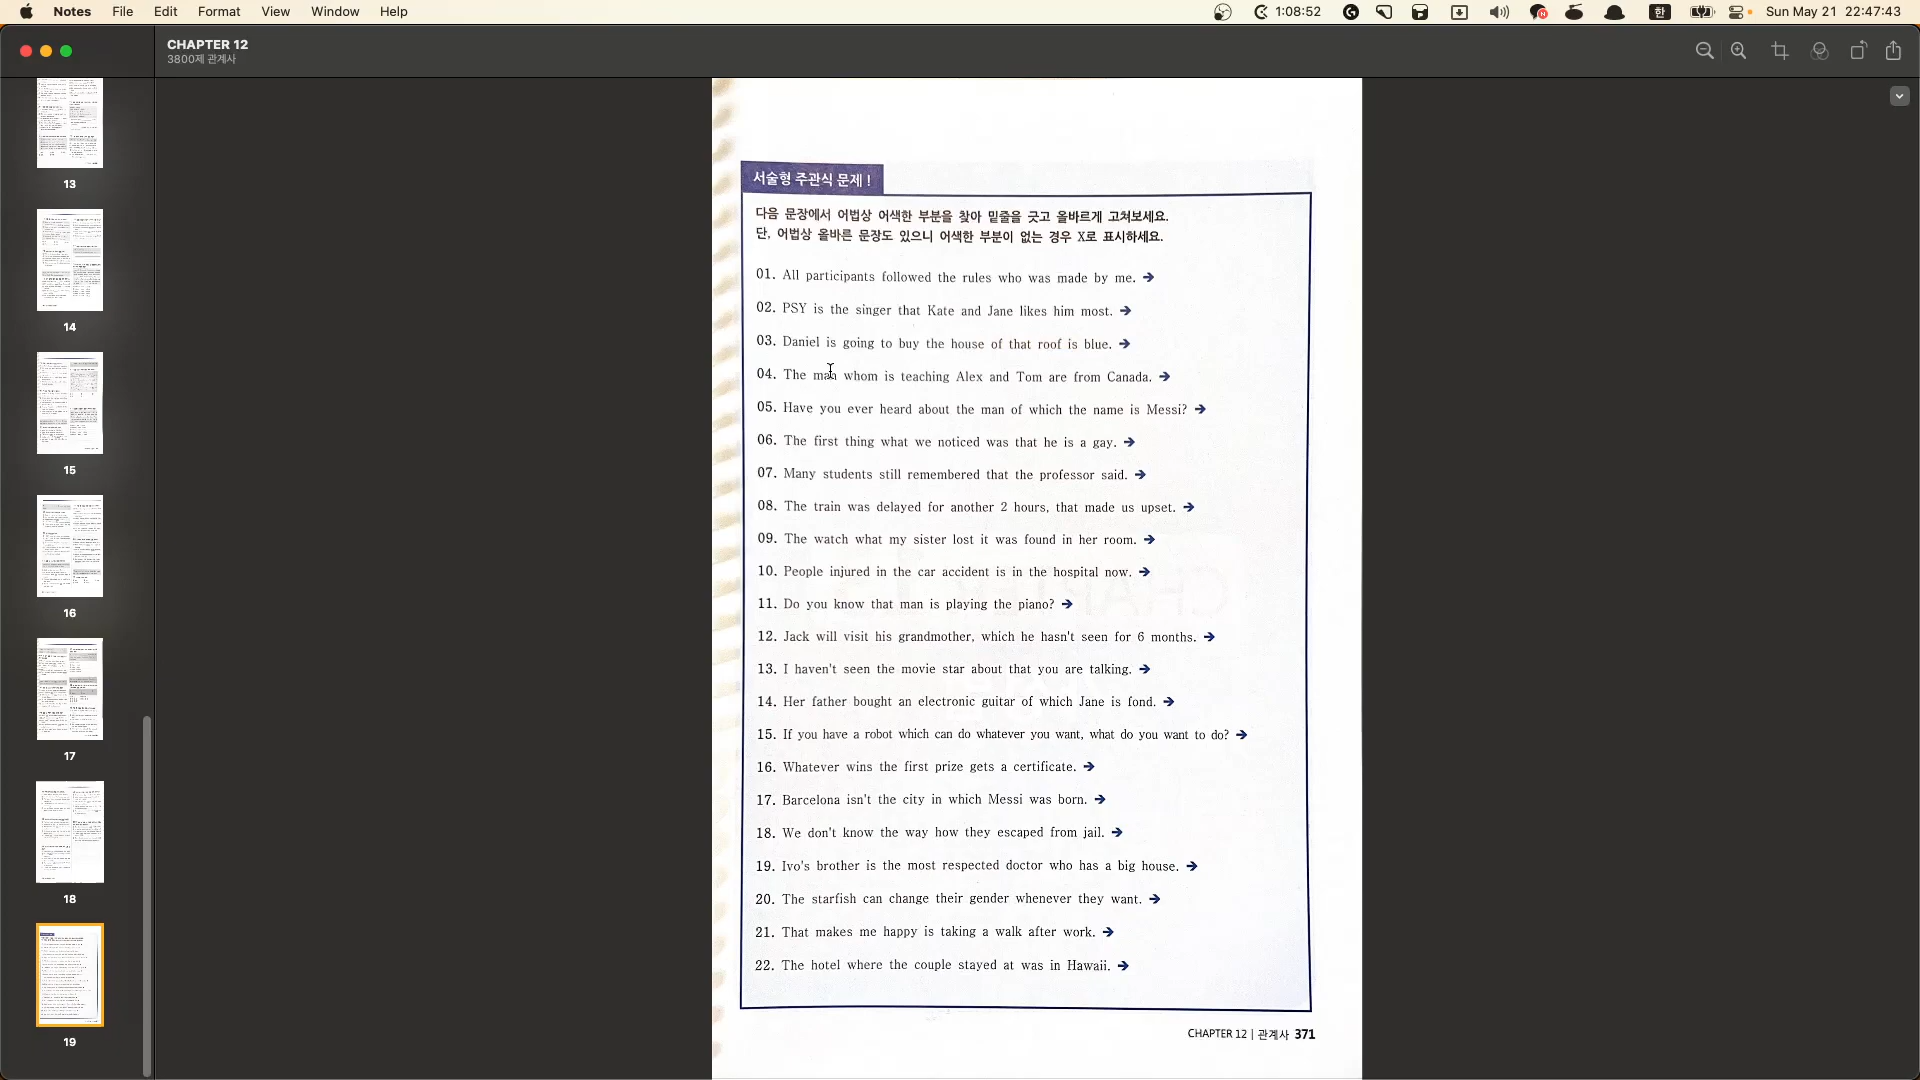 Notes File Edit Format View Window Help 1:08:52 한 Sun May 21 22:47:43
CHAPTER 12
3800제 관계사
13
14
15
16
17
18
19
서술형 주관식 문제 !
다음 문장에서 어법상 어색한 부분을 찾아 밑줄을 긋고 올바르게 고쳐보세요.
단, 어법상 올바른 문장도 있으니 어색한 부분이 없는 경우 X로 표시하세요.
01. All participants followed the rules who was made by me. ➔
02. PSY is the singer that Kate and Jane likes him most. ➔
03. Daniel is going to buy the house of that roof is blue. ➔
04. The man whom is teaching Alex and Tom are from Canada. ➔
05. Have you ever heard about the man of which the name is Messi? ➔
06. The first thing what we noticed was that he is a gay. ➔
07. Many students still remembered that the professor said. ➔
08. The train was delayed for another 2 hours, that made us upset. ➔
09. The watch what my sister lost it was found in her room. ➔
10. People injured in the car accident is in the hospital now. ➔
11. Do you know that man is playing the piano? ➔
12. Jack will visit his grandmother, which he hasn't seen for 6 months. ➔
13. I haven't seen the movie star about that you are talking. ➔
14. Her father bought an electronic guitar of which Jane is fond. ➔
15. If you have a robot which can do whatever you want, what do you want to do? ➔
16. Whatever wins the first prize gets a certificate. ➔
17. Barcelona isn't the city in which Messi was born. ➔
18. We don't know the way how they escaped from jail. ➔
19. Ivo's brother is the most respected doctor who has a big house. ➔
20. The starfish can change their gender whenever they want. ➔
21. That makes me happy is taking a walk after work. ➔
22. The hotel where the couple stayed at was in Hawaii. ➔
CHAPTER 12 | 관계사 371